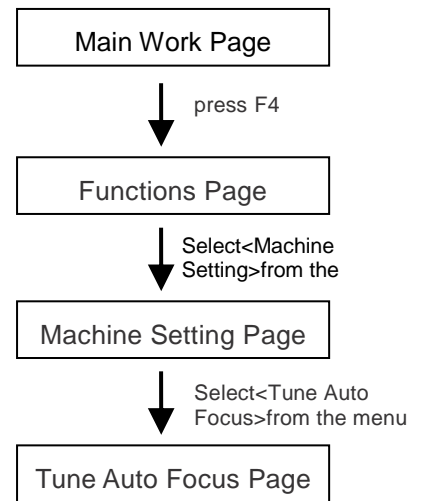 Main Work Page
press F4
Functions Page
Select<Machine
Setting>from the
Machine Setting Page
Select<Tune Auto
Focus>from the menu
Tune Auto Focus Page